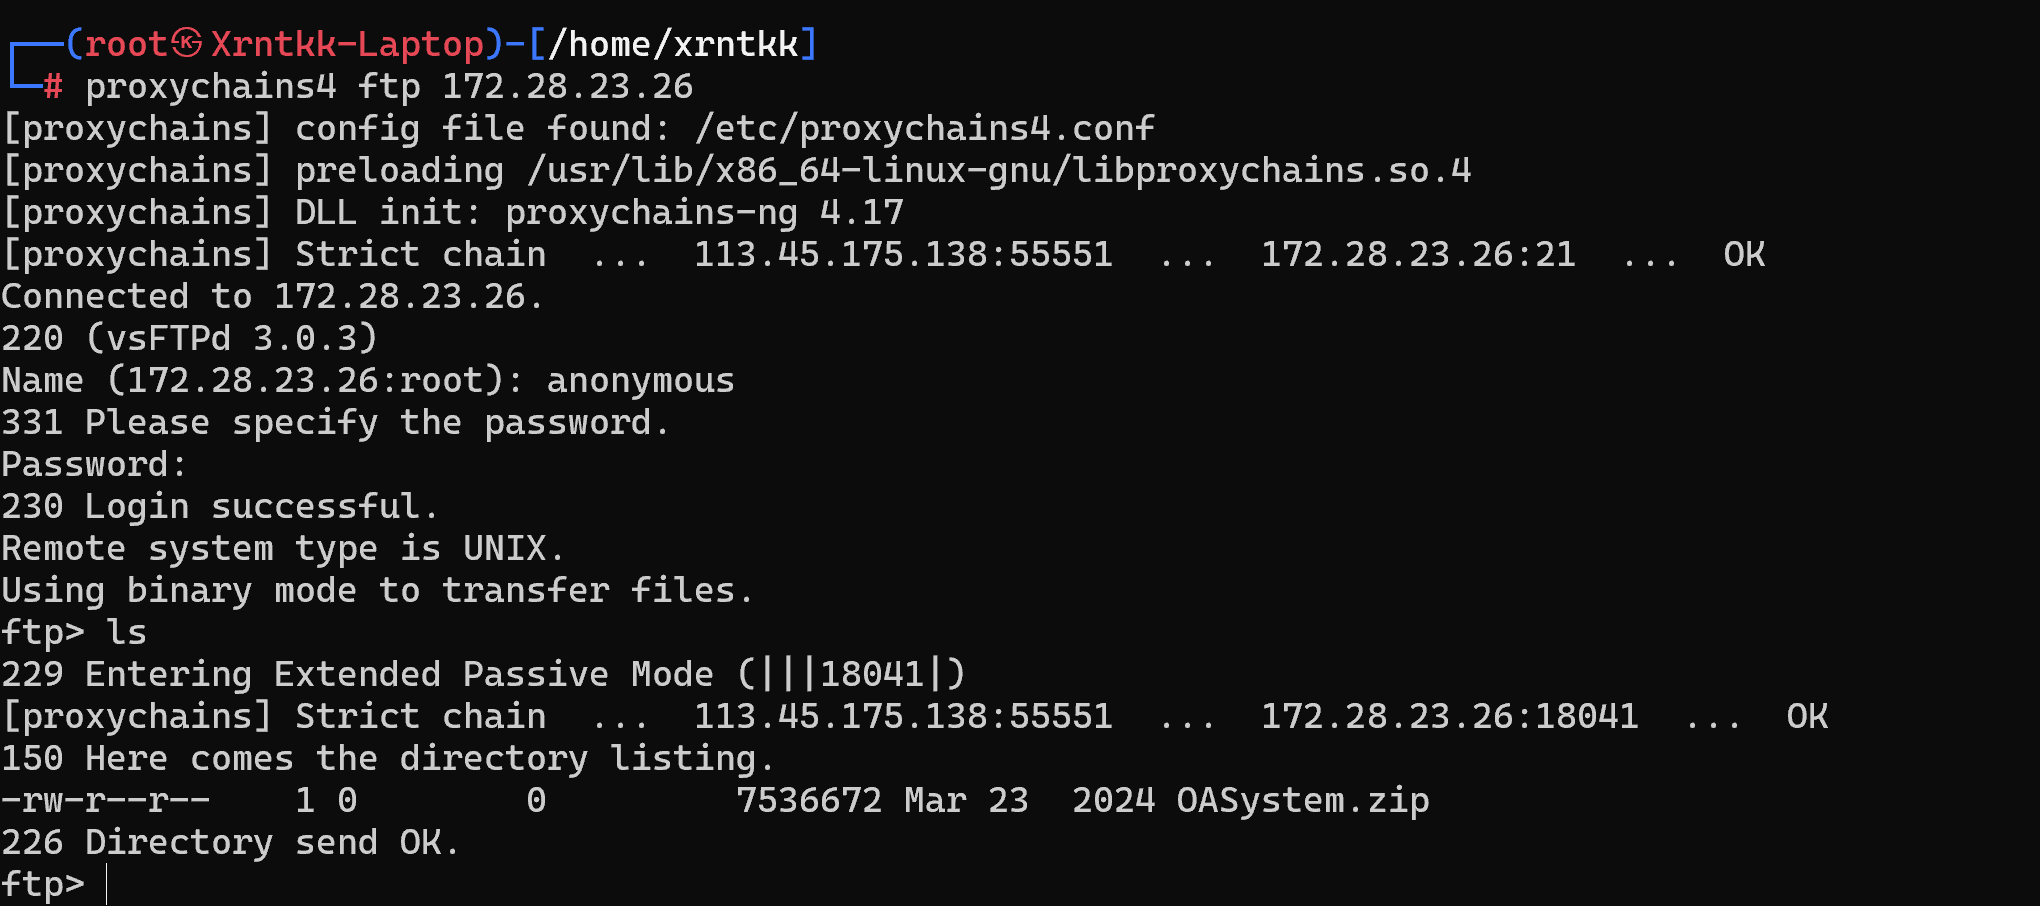 ┌──(root㉿Xrntkk-Laptop)-[/home/xrntkk]
└─# proxychains4 ftp 172.28.23.26
[proxychains] config file found: /etc/proxychains4.conf
[proxychains] preloading /usr/lib/x86_64-linux-gnu/libproxychains.so.4
[proxychains] DLL init: proxychains-ng 4.17
[proxychains] Strict chain  ...  113.45.175.138:55551  ...  172.28.23.26:21  ...  OK
Connected to 172.28.23.26.
220 (vsFTPd 3.0.3)
Name (172.28.23.26:root): anonymous
331 Please specify the password.
Password:
230 Login successful.
Remote system type is UNIX.
Using binary mode to transfer files.
ftp> ls
229 Entering Extended Passive Mode (|||18041|)
[proxychains] Strict chain  ...  113.45.175.138:55551  ...  172.28.23.26:18041  ...  OK
150 Here comes the directory listing.
-rw-r--r--    1 0        0         7536672 Mar 23  2024 OASystem.zip
226 Directory send OK.
ftp>